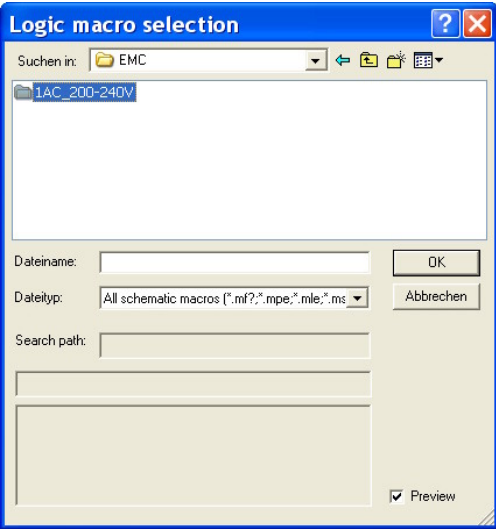 Logic macro selection
Suchen in: EMC
1AC_200-240V
Dateiname: OK
Dateityp: All schematic macros (*.mf?;*.mpe;*.mle;*.ms Abbrechen
Search path:
Preview